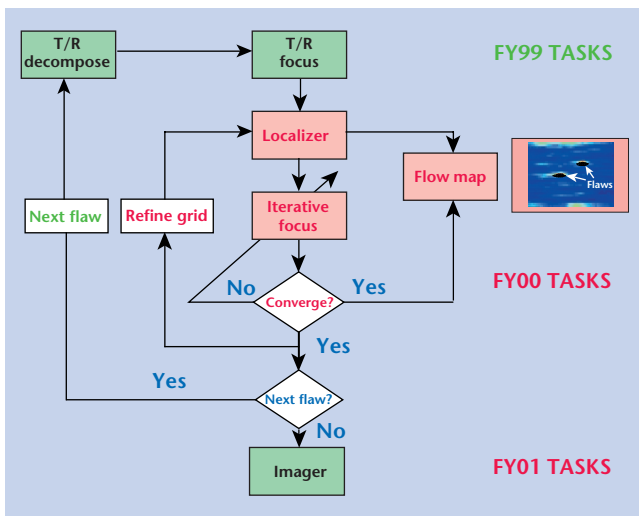 T/R
decompose
T/R
focus
FY99 TASKS
Localizer
Flow map
Flaws
Next flaw
Refine grid
Iterative
focus
No
Yes
FY00 TASKS
Converge?
Yes
Yes
Next flaw?
No
Imager
FY01 TASKS